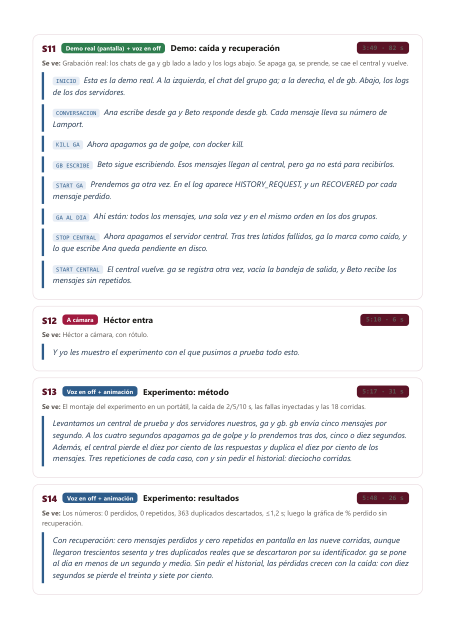 S11 Demo real (pantalla) + voz en off Demo: caída y recuperación
Se ve: Grabación real: los chats de ga y gb lado a lado y los logs abajo. Se apaga ga, se prende, se cae el central y vuelve.
INICIO Esta es la demo real. A la izquierda, el chat del grupo ga; a la derecha, el de gb. Abajo, los logs
de los dos servidores.
CONVERSACION Ana escribe desde ga y Beto responde desde gb. Cada mensaje lleva su número de
Lamport.
KILL GA Ahora apagamos ga de golpe, con docker kill.
GB ESCRIBE Beto sigue escribiendo. Esos mensajes llegan al central, pero ga no está para recibirlos.
START GA Prendemos ga otra vez. En el log aparece HISTORY_REQUEST, y un RECOVERED por cada
mensaje perdido.
GA AL DIA Ahí están: todos los mensajes, una sola vez y en el mismo orden en los dos grupos.
STOP CENTRAL Ahora apagamos el servidor central. Tras tres latidos fallidos, ga lo marca como caído, y
lo que escribe Ana queda pendiente en disco.
START CENTRAL El central vuelve. ga se registra otra vez, vacía la bandeja de salida, y Beto recibe los
mensajes sin repetidos.
S12 A cámara Héctor entra
Se ve: Héctor a cámara, con rótulo.
Y yo les muestro el experimento con el que pusimos a prueba todo esto.
S13 Voz en off + animación Experimento: método
Se ve: El montaje del experimento en un portátil, la caída de 2/5/10 s, las fallas inyectadas y las 18 corridas.
Levantamos un central de prueba y dos servidores nuestros, ga y gb. gb envía cinco mensajes por
segundo. A los cuatro segundos apagamos ga de golpe y lo prendemos tras dos, cinco o diez segundos.
Además, el central pierde el diez por ciento de las respuestas y duplica el diez por ciento de los
mensajes. Tres repeticiones de cada caso, con y sin pedir el historial: dieciocho corridas.
S14 Voz en off + animación Experimento: resultados
Se ve: Los números: 0 perdidos, 0 repetidos, 363 duplicados descartados, ≤1,2 s; luego la gráfica de % perdido sin
recuperación.
Con recuperación: cero mensajes perdidos y cero repetidos en pantalla en las nueve corridas, aunque
llegaron trescientos sesenta y tres duplicados reales que se descartaron por su identificador. ga se pone
al día en menos de un segundo y medio. Sin pedir el historial, las pérdidas crecen con la caída: con diez
segundos se pierde el treinta y siete por ciento.